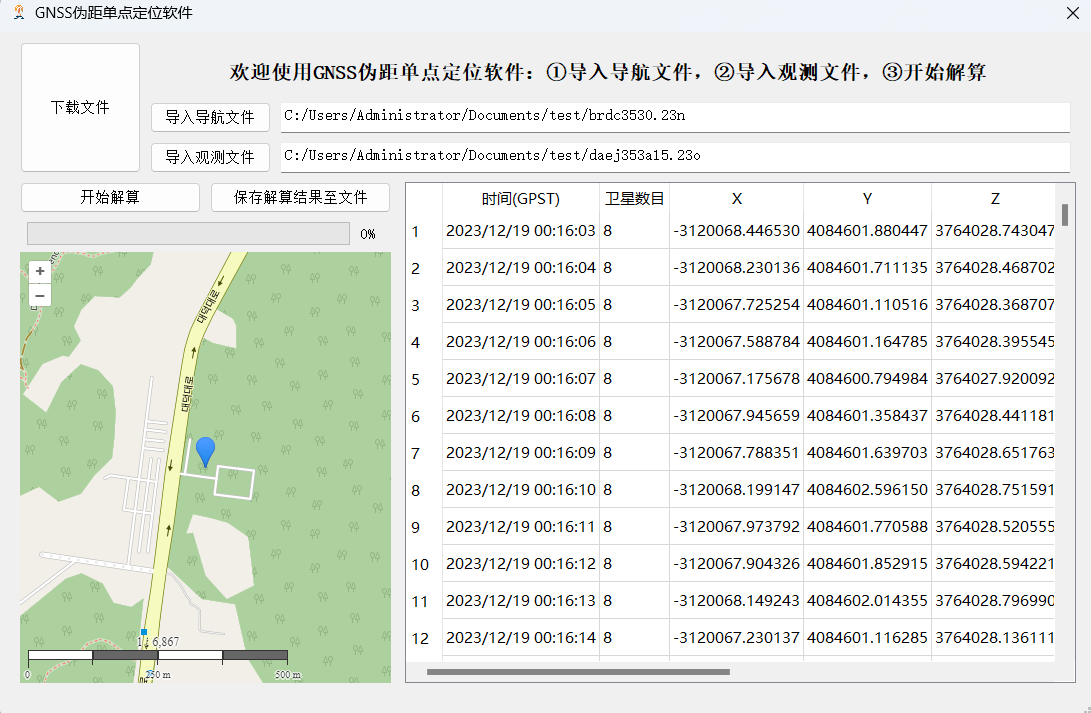 GNSS伪距单点定位软件
下载文件
欢迎使用GNSS伪距单点定位软件：①导入导航文件，②导入观测文件，③开始解算
导入导航文件 C:/Users/Administrator/Documents/test/brdc3530.23n
导入观测文件 C:/Users/Administrator/Documents/test/daej353a15.23o
开始解算 保存解算结果至文件
0%
+
−
대덕대로
대덕대로
1 : 6,867
0 250 m 500 m
时间(GPST) 卫星数目 X Y Z
1 2023/12/19 00:16:03 8 -3120068.446530 4084601.880447 3764028.743047
2 2023/12/19 00:16:04 8 -3120068.230136 4084601.711135 3764028.468702
3 2023/12/19 00:16:05 8 -3120067.725254 4084601.110516 3764028.368707
4 2023/12/19 00:16:06 8 -3120067.588784 4084601.164785 3764028.395545
5 2023/12/19 00:16:07 8 -3120067.175678 4084600.794984 3764027.920092
6 2023/12/19 00:16:08 8 -3120067.945659 4084601.358437 3764028.441181
7 2023/12/19 00:16:09 8 -3120067.788351 4084601.639703 3764028.651763
8 2023/12/19 00:16:10 8 -3120068.199147 4084602.596150 3764028.751591
9 2023/12/19 00:16:11 8 -3120067.973792 4084601.770588 3764028.520555
10 2023/12/19 00:16:12 8 -3120067.904326 4084601.852915 3764028.594221
11 2023/12/19 00:16:13 8 -3120068.149243 4084602.014355 3764028.796990
12 2023/12/19 00:16:14 8 -3120067.230137 4084601.116285 3764028.136111